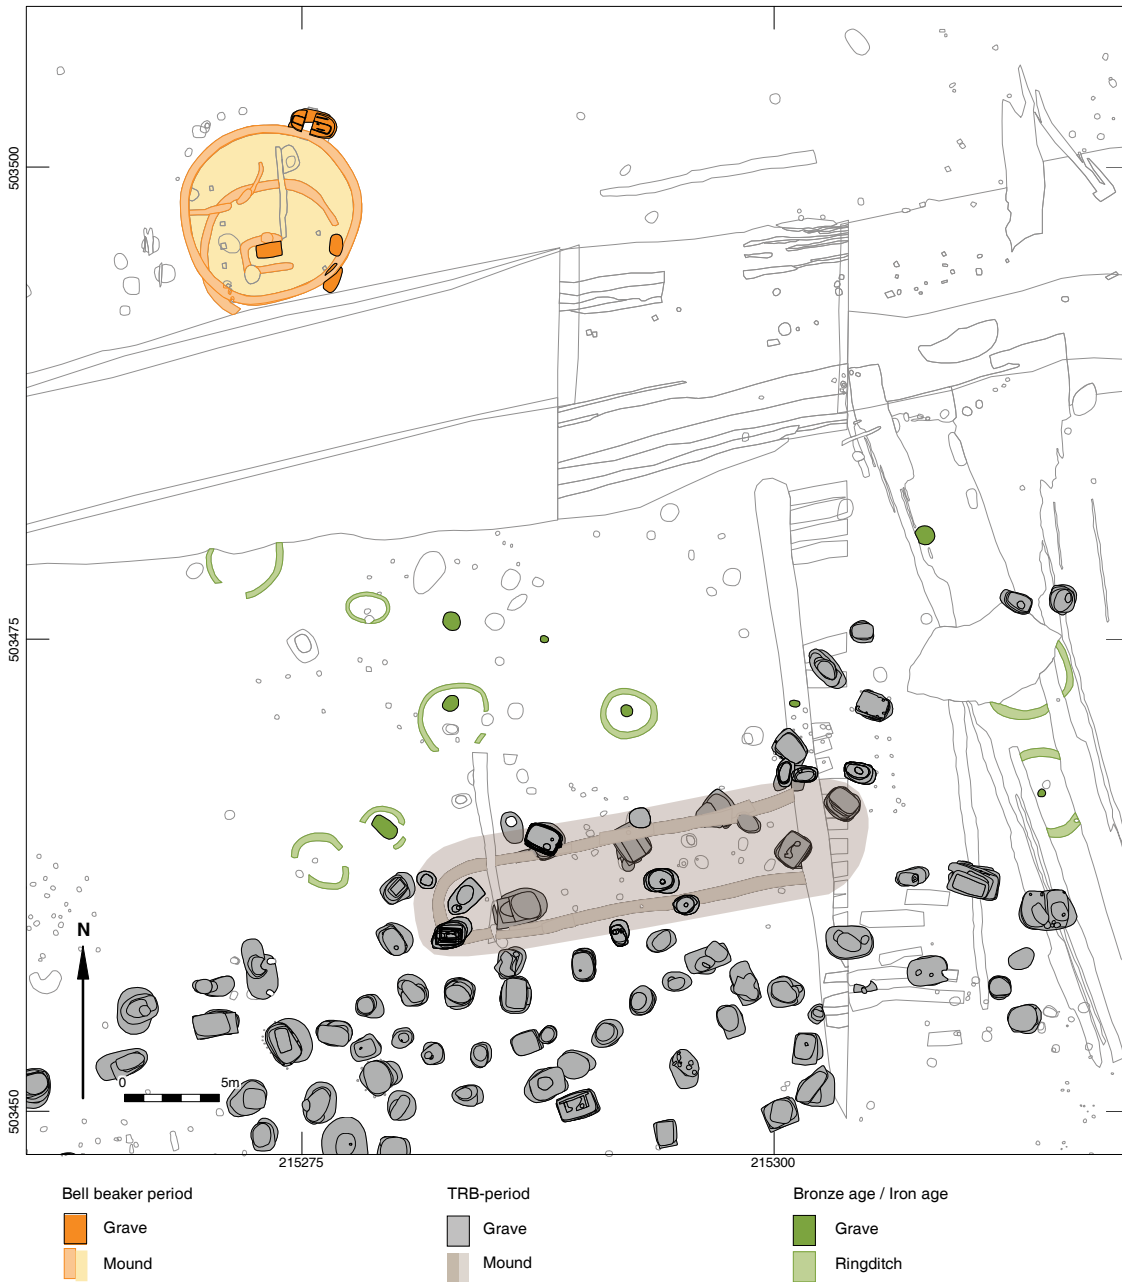 503500
503475
503450
N
0 5m
215275 215300
Bell beaker period
Grave
Mound
TRB-period
Grave
Mound
Bronze age / Iron age
Grave
Ringditch